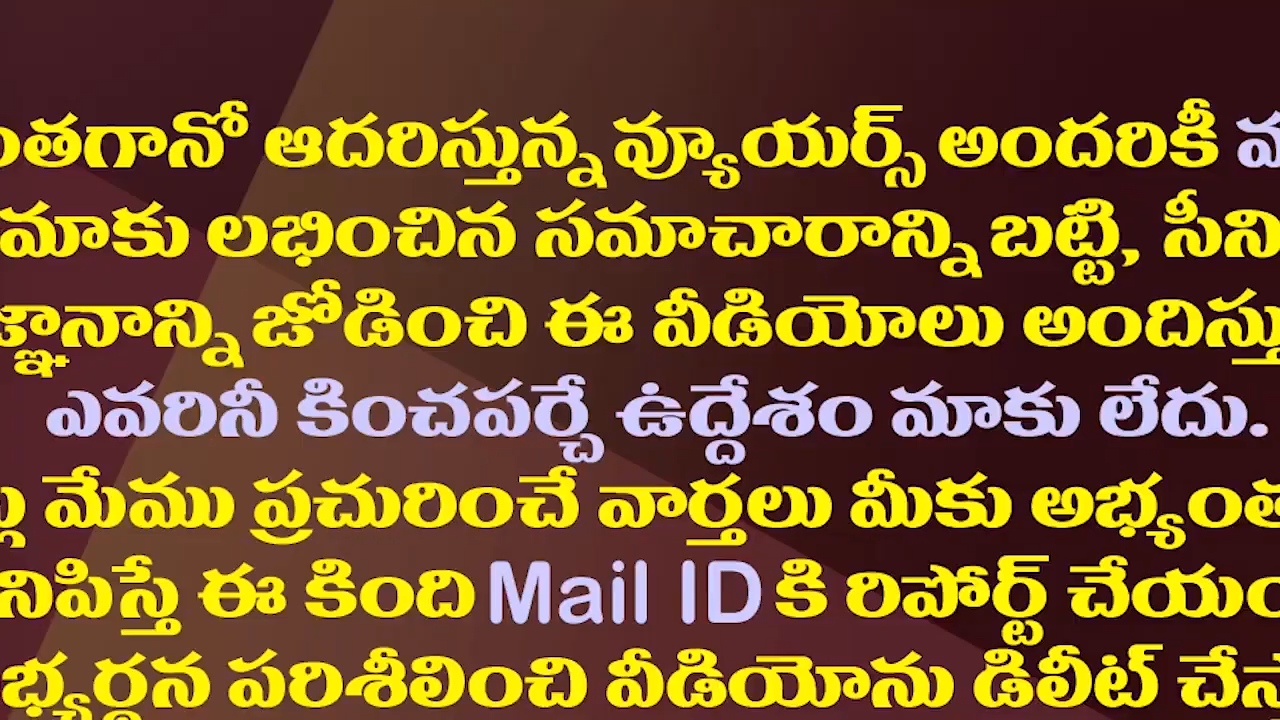 ంతగానో ఆదరిస్తున్న వ్యూయర్స్ అందరికీ
మాకు లభించిన సమాచారాన్ని బట్టి, సీని
జ్ఞానాన్ని జోడించి ఈ వీడియోలు అందిస్తు
ఎవరినీ కించపర్చే ఉద్దేశం మాకు లేదు.
మేము ప్రచురించే వార్తలు మీకు అభ్యంత
నిపిస్తే ఈ కింది Mail ID కి రిపోర్ట్ చేయం
భ్యర్థన పరిశీలించి వీడియోను డిలీట్ చేస